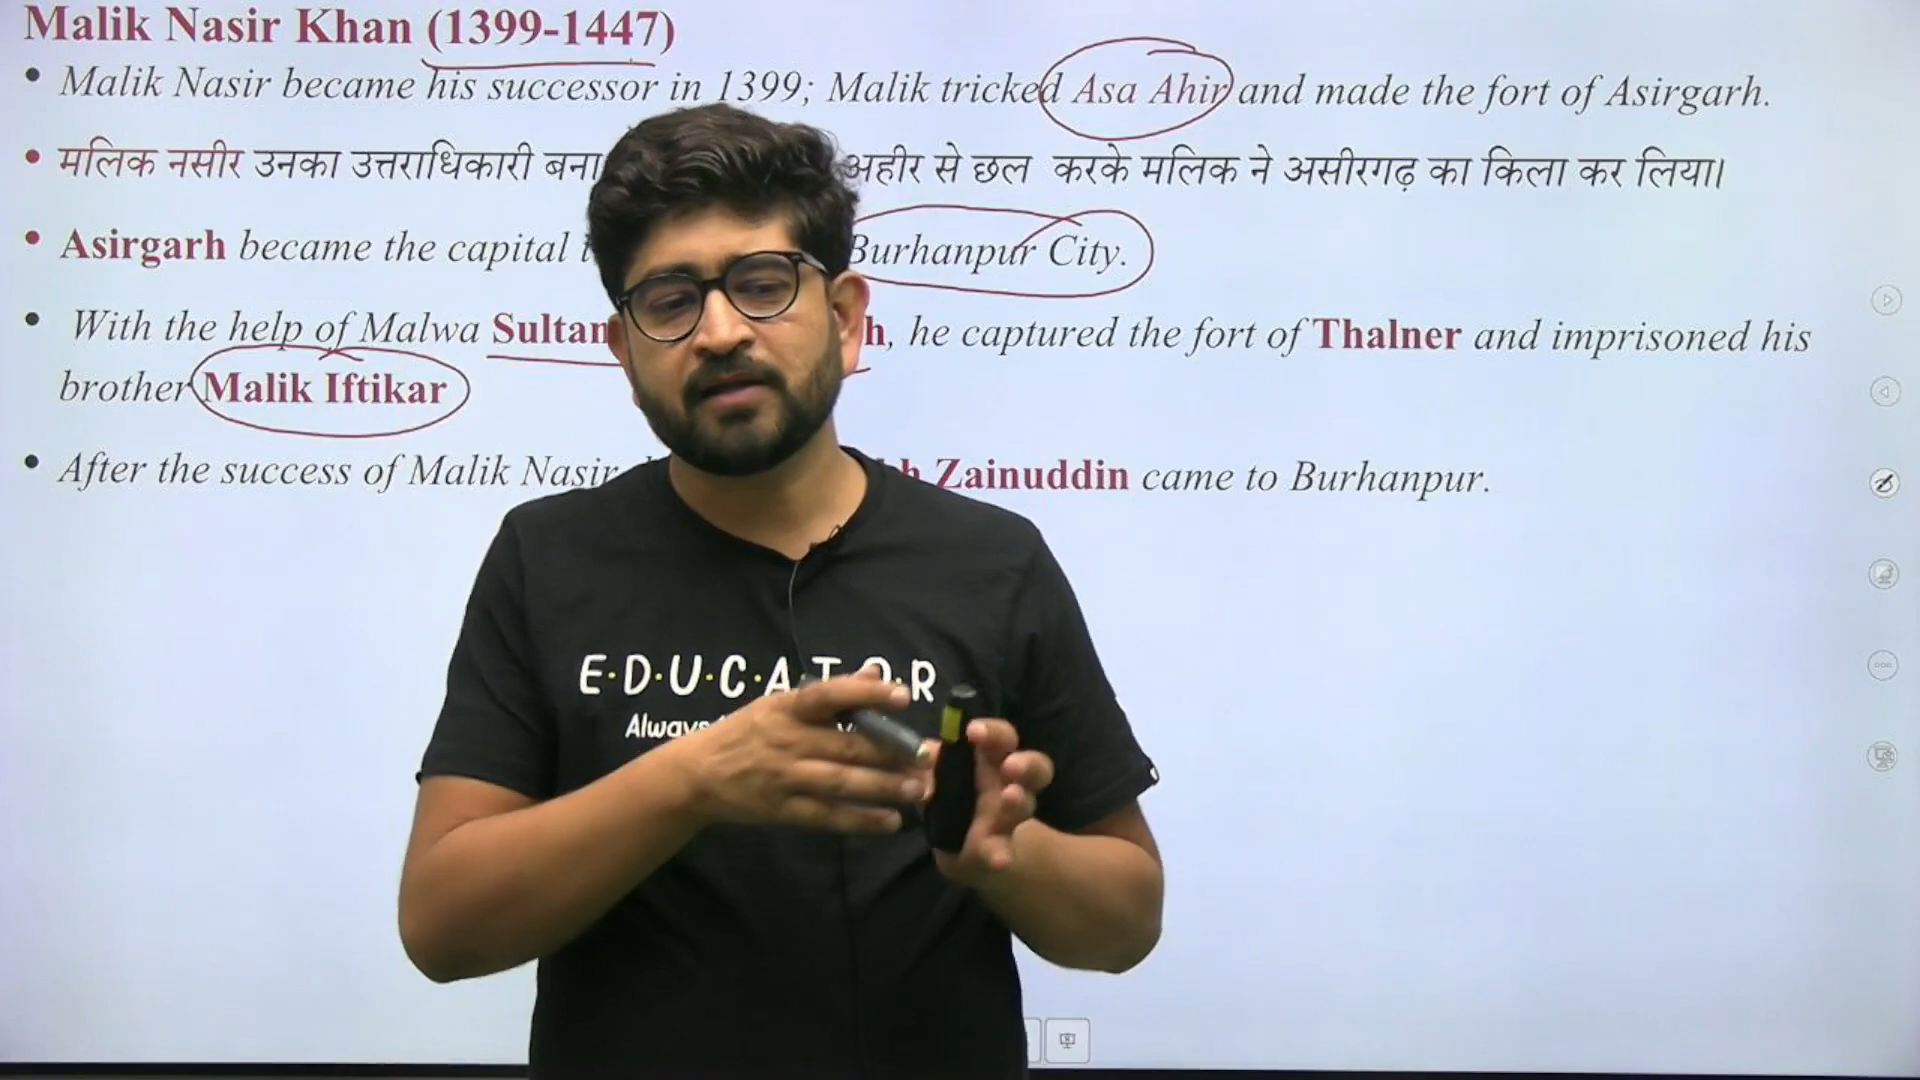 Malik Nasir Khan (1399-1447)
• Malik Nasir became his successor in 1399; Malik tricked Asa Ahir and made the fort of Asirgarh.
• मलिक नसीर उनका उत्तराधिकारी बना अहीर से छल करके मलिक ने असीरगढ़ का किला कर लिया।
• Asirgarh became the capital Burhanpur City.
• With the help of Malwa Sultan he captured the fort of Thalner and imprisoned his
brother Malik Iftikar
• After the success of Malik Nasir Zainuddin came to Burhanpur.
E·D·U·C·A·T·O·R
Always